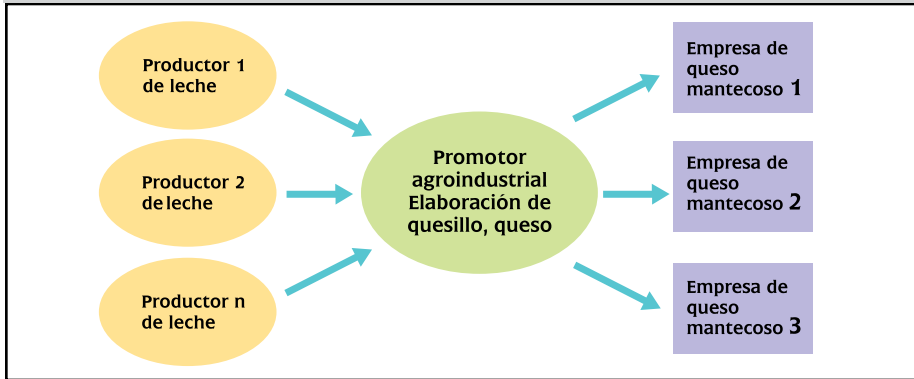 Productor 1
de leche
Productor 2
de leche
Productor n
de leche
Promotor
agroindustrial
Elaboración de
quesillo, queso
Empresa de
queso
mantecoso 1
Empresa de
queso
mantecoso 2
Empresa de
queso
mantecoso 3